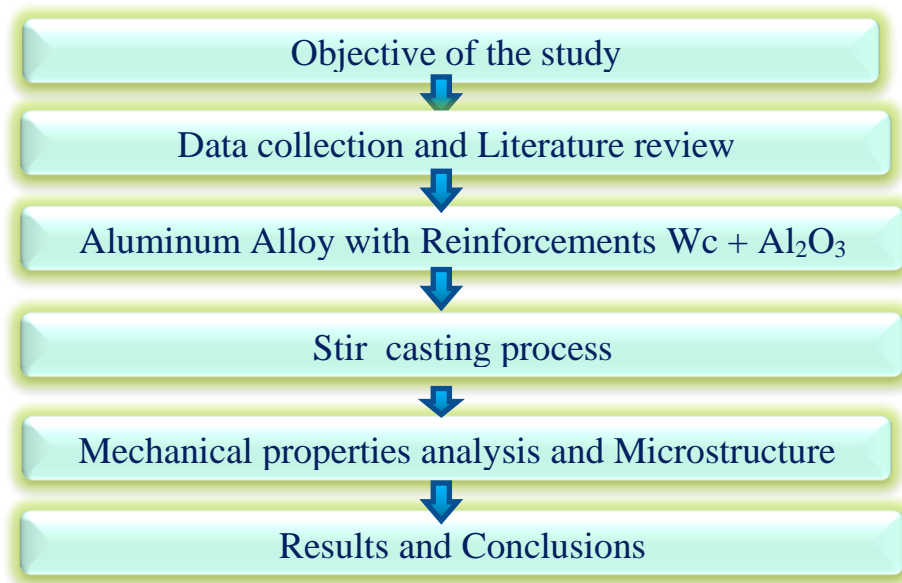 Objective of the study
Data collection and Literature review
Aluminum Alloy with Reinforcements Wc + Al₂O₃
Stir casting process
Mechanical properties analysis and Microstructure
Results and Conclusions